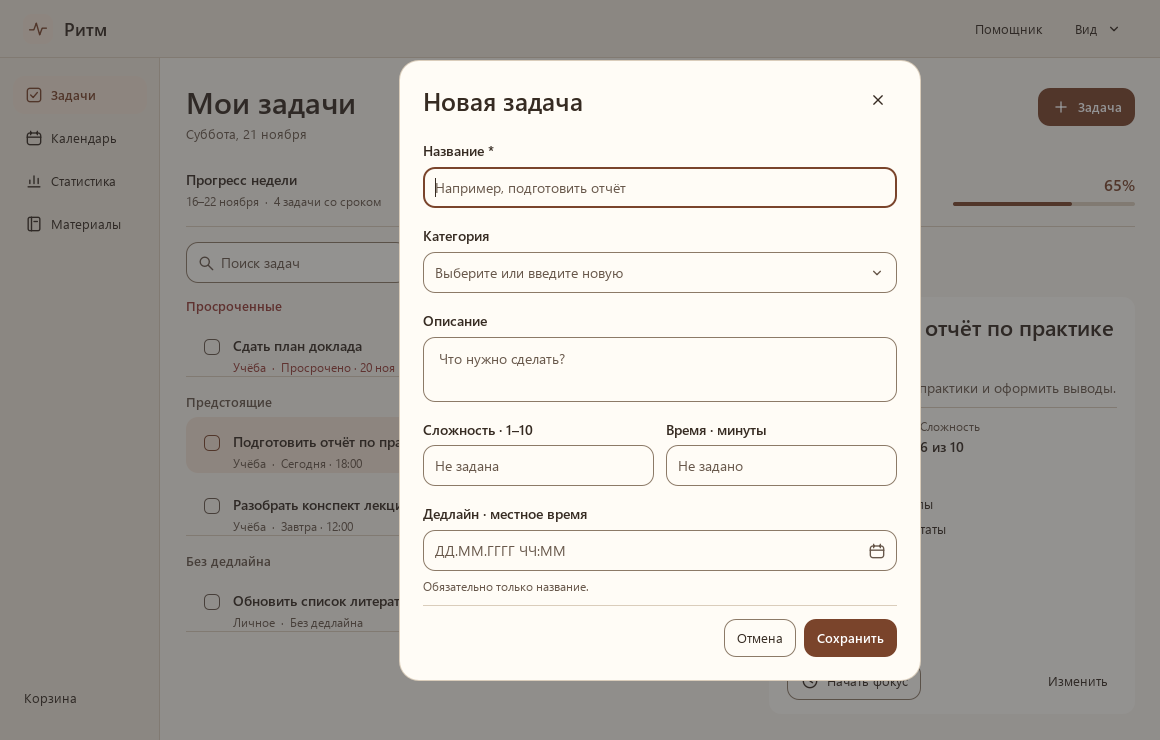 Ритм
Помощник
Вид
Задачи
Календарь
Статистика
Материалы
Корзина
Мои задачи
Суббота, 21 ноября
Задача
Прогресс недели
16–22 ноября · 4 задачи со сроком
65%
Поиск задач
Просроченные
Сдать план доклада
Учёба · Просрочено · 20 ноя
Предстоящие
Подготовить отчёт по пра
Учёба · Сегодня · 18:00
Разобрать конспект лекци
Учёба · Завтра · 12:00
Без дедлайна
Обновить список литерат
Личное · Без дедлайна
Новая задача
Название *
Например, подготовить отчёт
Категория
Выберите или введите новую
Описание
Что нужно сделать?
Сложность · 1–10
Время · минуты
Не задана
Не задано
Дедлайн · местное время
ДД.ММ.ГГГГ ЧЧ:ММ
Обязательно только название.
Отмена
Сохранить
отчёт по практике
практики и оформить выводы.
Сложность
6 из 10
Начать фокус
Изменить